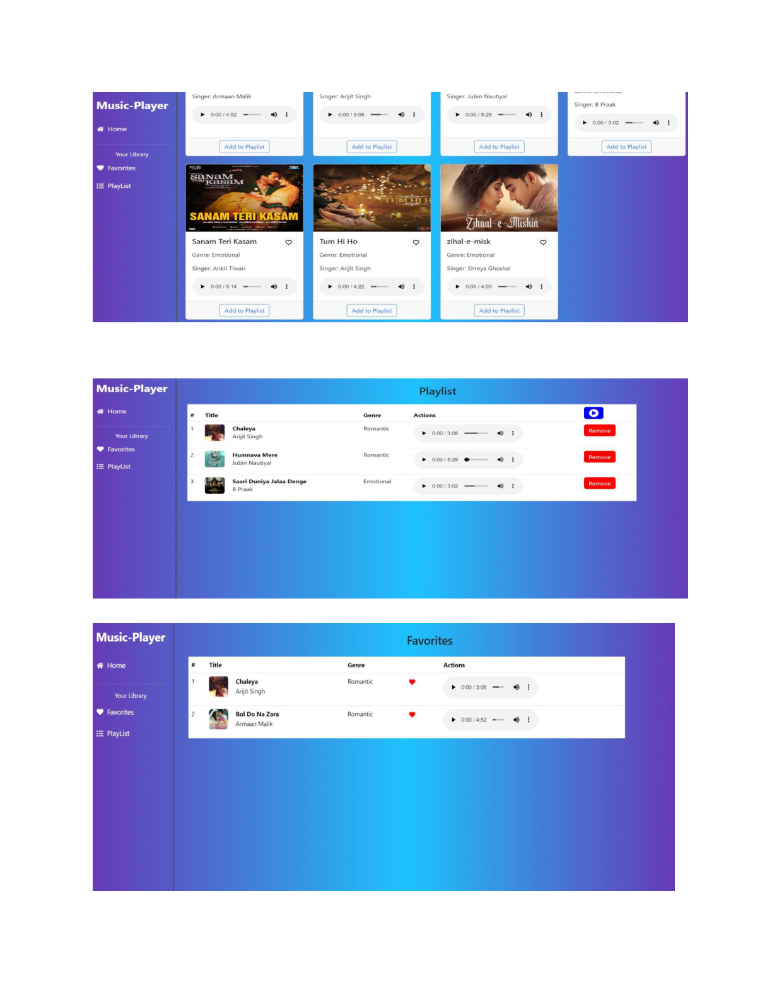 Music-Player
Home
Your Library
Favorites
PlayList
Singer: Armaan Malik
0:00 / 4:52
Add to Playlist
Singer: Arijit Singh
0:00 / 3:08
Add to Playlist
Singer: Jubin Nautiyal
0:00 / 5:29
Add to Playlist
Singer: B Praak
0:00 / 3:02
Add to Playlist
SANAM TERI KASAM
SANAM TERI KASAM
Sanam Teri Kasam
Genre: Emotional
Singer: Ankit Tiwari
0:00 / 5:14
Add to Playlist
TUM HI H
Tum Hi Ho
Genre: Emotional
Singer: Arijit Singh
0:00 / 4:22
Add to Playlist
Zihaal e Miskin
zihal-e-misk
Genre: Emotional
Singer: Shreya Ghoshal
0:00 / 4:03
Add to Playlist
Music-Player
Home
Your Library
Favorites
PlayList
Playlist
# Title Genre Actions
1 Chaleya Romantic 0:00 / 3:08 Remove
Arijit Singh
2 Humnava Mere Romantic 0:00 / 5:29 Remove
Jubin Nautiyal
3 Saari Duniya Jalaa Denge Emotional 0:00 / 3:02 Remove
B Praak
Music-Player
Home
Your Library
Favorites
PlayList
Favorites
# Title Genre Actions
1 Chaleya Romantic 0:00 / 3:08
Arijit Singh
2 Bol Do Na Zara Romantic 0:00 / 4:52
Armaan Malik